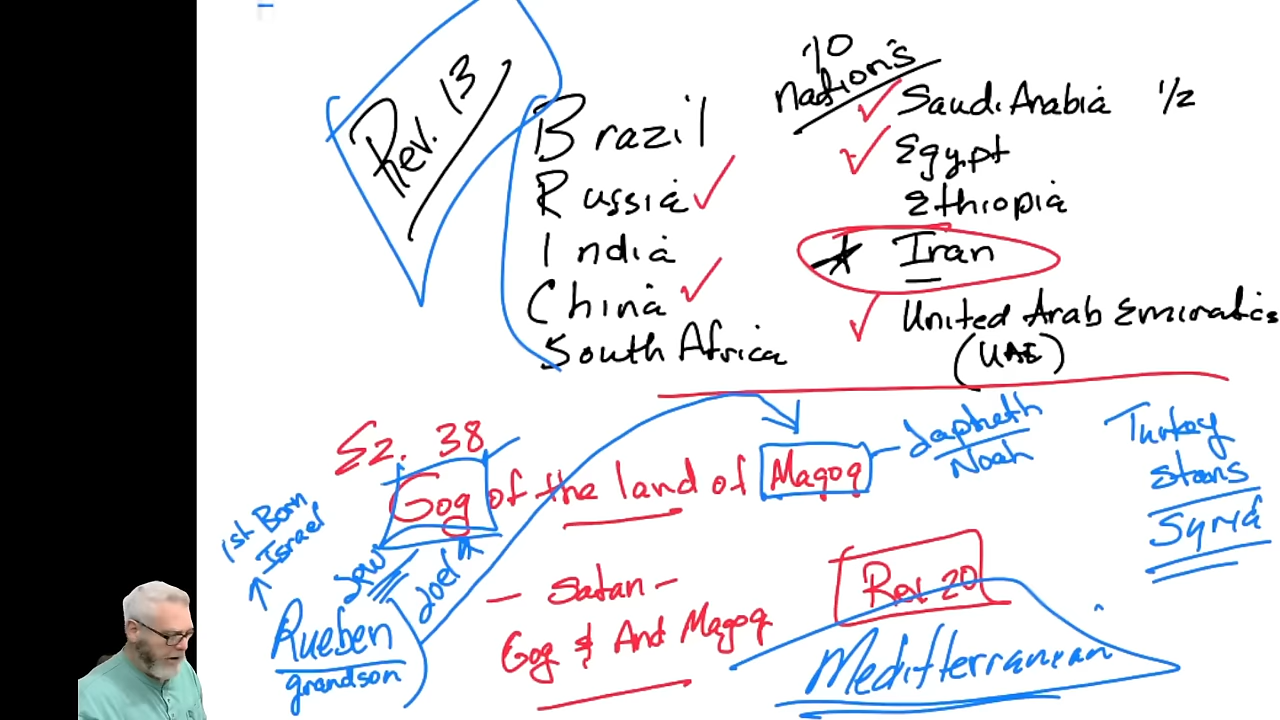 Rev. 13
Brazil
Russia
India
China
South Africa
10
Nations
Saudi Arabia 1/2
Egypt
Ethiopia
Iran
United Arab Emirates
(UAE)
Ez. 38
Gog of the land of Magog
Japheth
Noah
Turkey
Stans
Syria
1st Born
Israel
Jew
Joel
Rueben
grandson
- Satan -
Gog & And Magog
Rev 20
Mediterranean